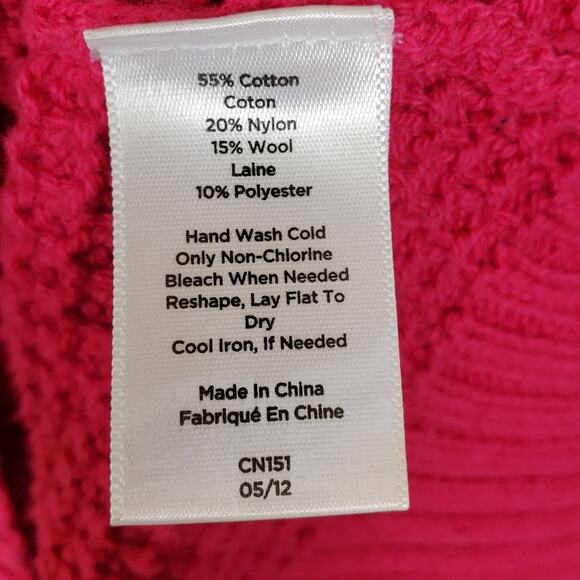 55% Cotton
Coton
20% Nylon
15% Wool
Laine
10% Polyester
Hand Wash Cold
Only Non-Chlorine
Bleach When Needed
Reshape, Lay Flat To
Dry
Cool Iron, If Needed
Made In China
Fabriqué En Chine
CN151
05/12